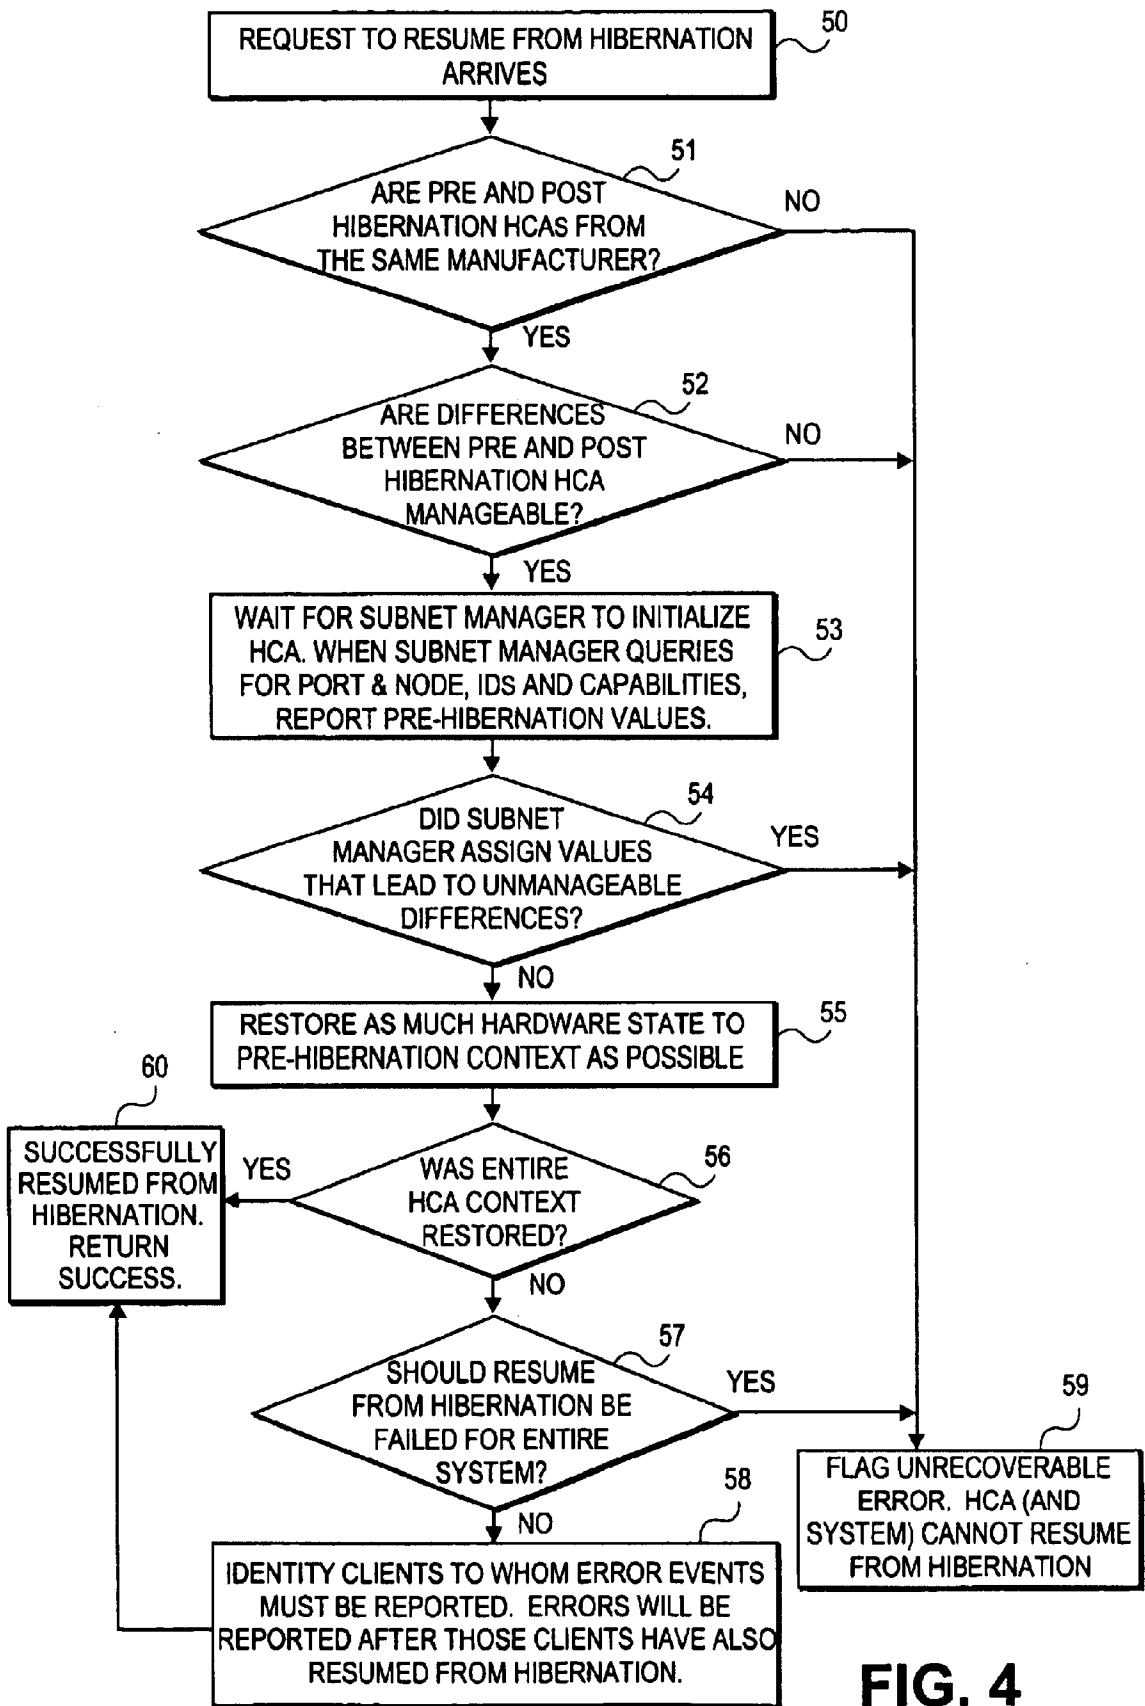 REQUEST TO RESUME FROM HIBERNATION
ARRIVES
50
ARE PRE AND POST
HIBERNATION HCAs FROM
THE SAME MANUFACTURER?
51
NO
YES
ARE DIFFERENCES
BETWEEN PRE AND POST
HIBERNATION HCA
MANAGEABLE?
52
NO
YES
WAIT FOR SUBNET MANAGER TO INITIALIZE
HCA. WHEN SUBNET MANAGER QUERIES
FOR PORT & NODE, IDs AND CAPABILITIES,
REPORT PRE-HIBERNATION VALUES.
53
DID SUBNET
MANAGER ASSIGN VALUES
THAT LEAD TO UNMANAGEABLE
DIFFERENCES?
54
YES
NO
RESTORE AS MUCH HARDWARE STATE TO
PRE-HIBERNATION CONTEXT AS POSSIBLE
55
WAS ENTIRE
HCA CONTEXT
RESTORED?
56
YES
NO
60
SUCCESSFULLY
RESUMED FROM
HIBERNATION.
RETURN
SUCCESS.
SHOULD RESUME
FROM HIBERNATION BE
FAILED FOR ENTIRE
SYSTEM?
57
YES
NO
59
FLAG UNRECOVERABLE
ERROR. HCA (AND
SYSTEM) CANNOT RESUME
FROM HIBERNATION
58
IDENTITY CLIENTS TO WHOM ERROR EVENTS
MUST BE REPORTED. ERRORS WILL BE
REPORTED AFTER THOSE CLIENTS HAVE ALSO
RESUMED FROM HIBERNATION.
FIG. 4